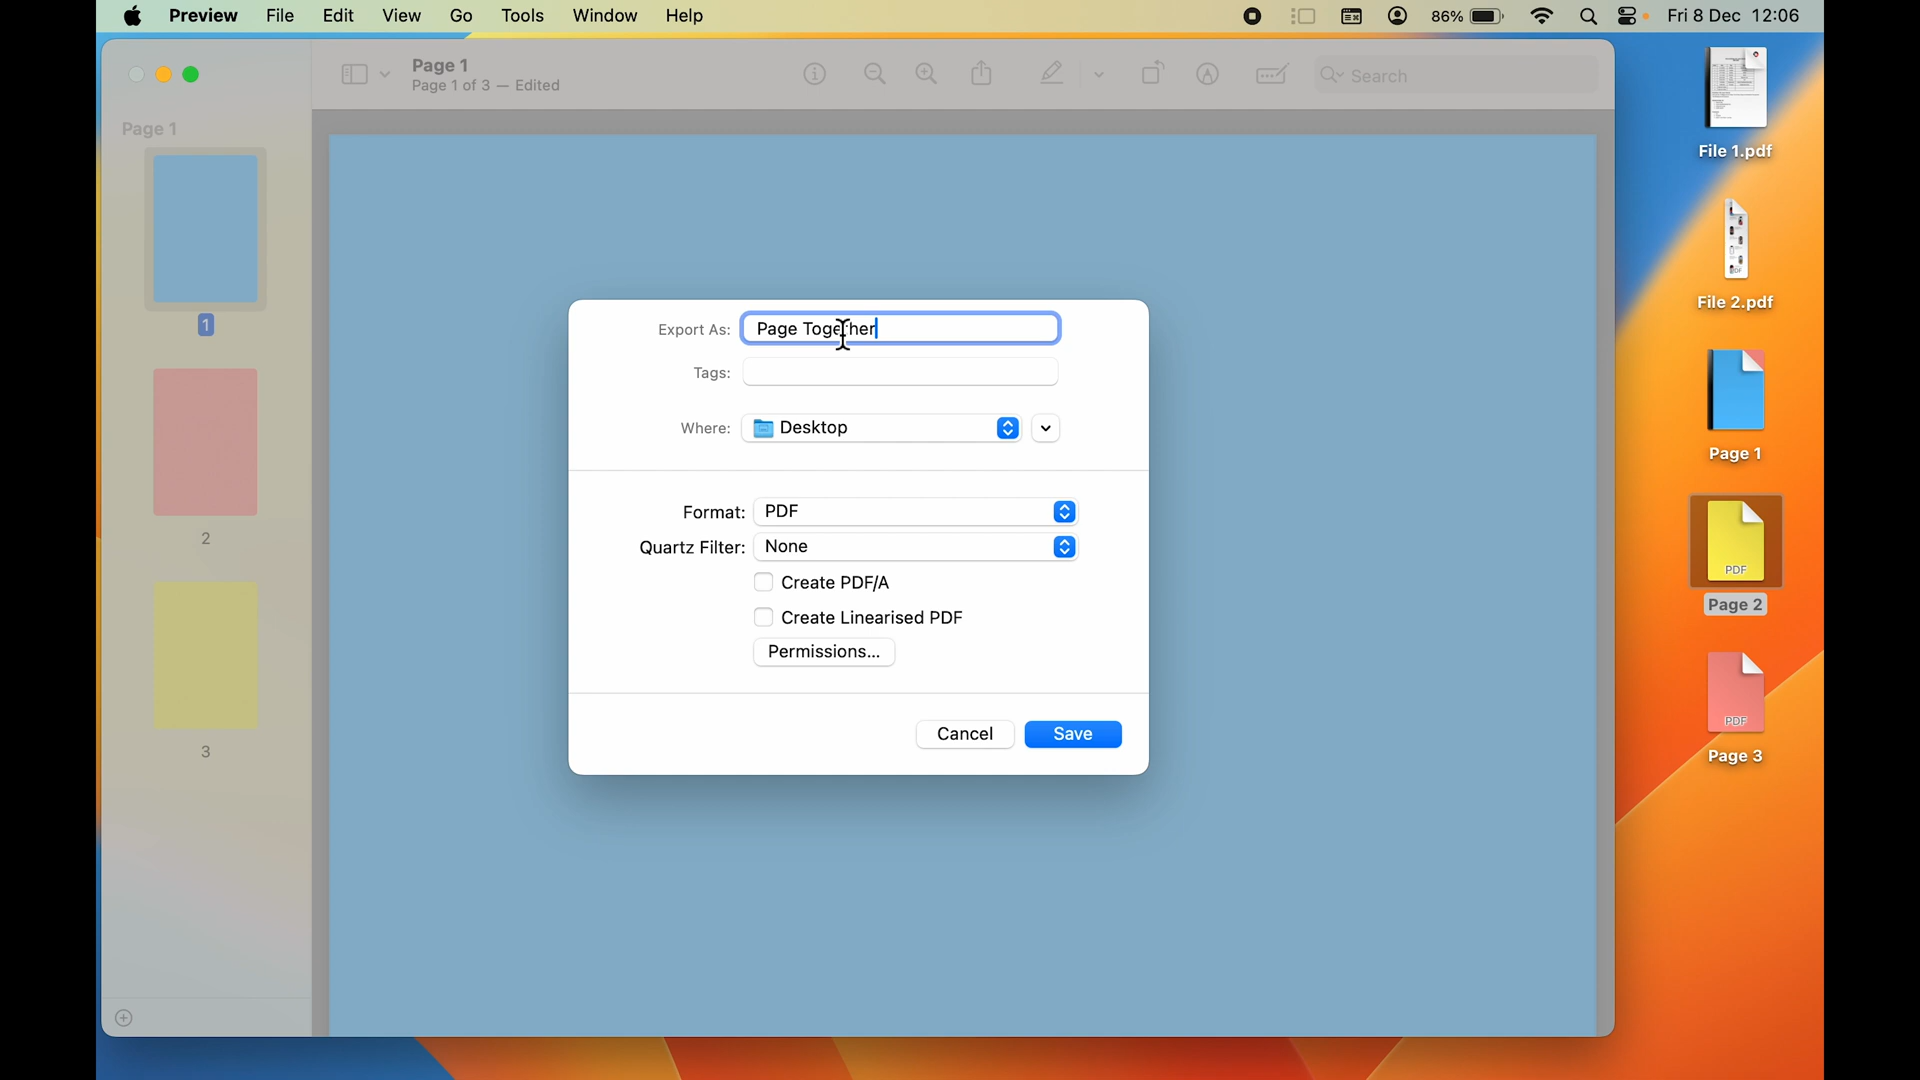 Preview File Edit View Go Tools Window Help 86% Fri 8 Dec 12:06
Page 1
Page 1 of 3 — Edited
Search
Page 1
1
2
3
Export As: Page Together
Tags:
Where: Desktop
Format: PDF
Quartz Filter: None
Create PDF/A
Create Linearised PDF
Permissions...
Cancel Save
File 1.pdf
File 2.pdf
Page 1
PDF
Page 2
PDF
Page 3